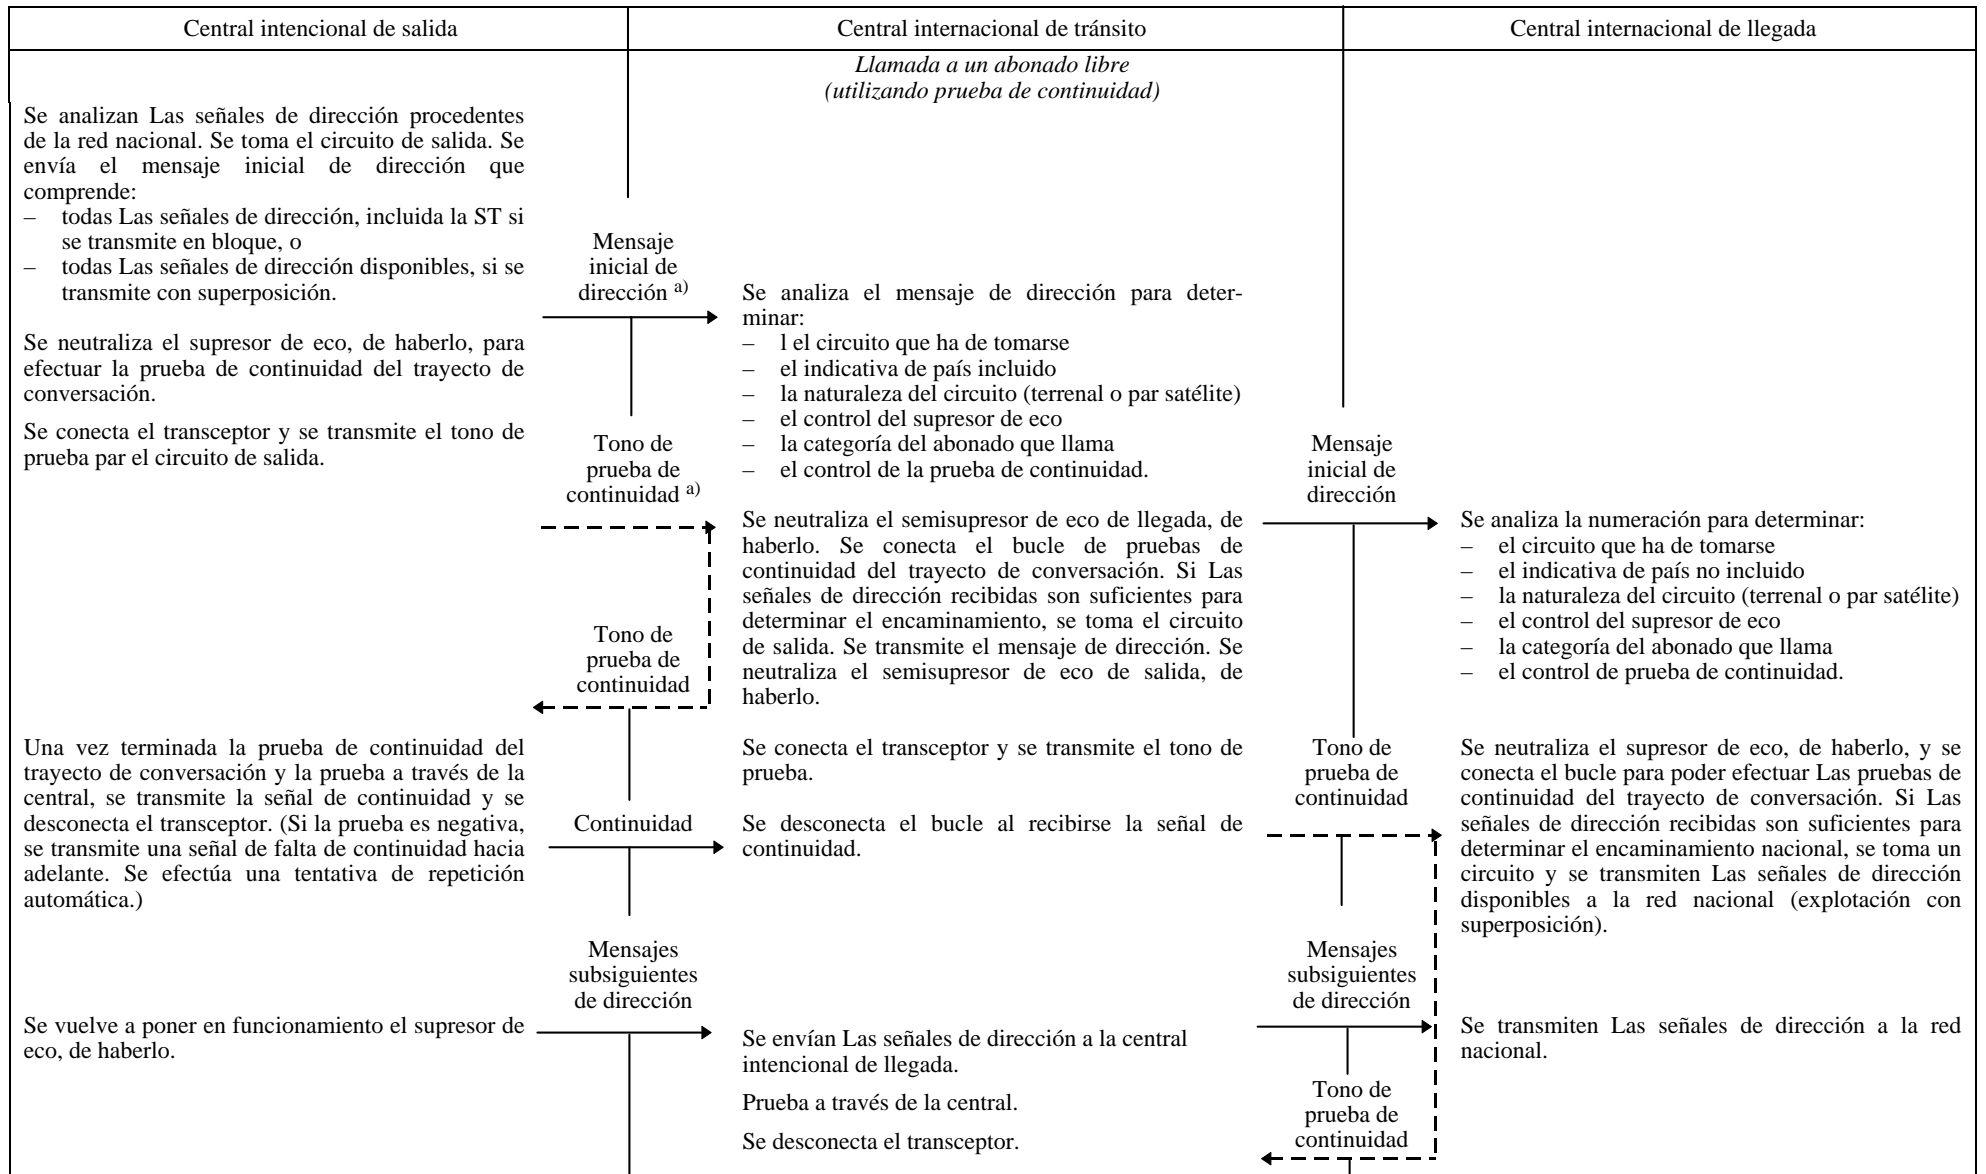 Central intencional de salida
Central internacional de tránsito
Central internacional de llegada
Llamada a un abonado libre
(utilizando prueba de continuidad)
Se analizan Las señales de dirección procedentes
de la red nacional. Se toma el circuito de salida. Se
envía el mensaje inicial de dirección que
comprende:
– todas Las señales de dirección, incluida la ST si
se transmite en bloque, o
– todas Las señales de dirección disponibles, si se
transmite con superposición.
Mensaje
inicial de
dirección a)
Se neutraliza el supresor de eco, de haberlo, para
efectuar la prueba de continuidad del trayecto de
conversación.
Se conecta el transceptor y se transmite el tono de
prueba par el circuito de salida.
Se analiza el mensaje de dirección para deter-
minar:
– l el circuito que ha de tomarse
– el indicativa de país incluido
– la naturaleza del circuito (terrenal o par satélite)
– el control del supresor de eco
– la categoría del abonado que llama
– el control de la prueba de continuidad.
Tono de
prueba de
continuidad a)
Mensaje
inicial de
dirección
Se neutraliza el semisupresor de eco de llegada, de
haberlo. Se conecta el bucle de pruebas de
continuidad del trayecto de conversación. Si Las
señales de dirección recibidas son suficientes para
determinar el encaminamiento, se toma el circuito
de salida. Se transmite el mensaje de dirección. Se
neutraliza el semisupresor de eco de salida, de
haberlo.
Se analiza la numeración para determinar:
– el circuito que ha de tomarse
– el indicativa de país no incluido
– la naturaleza del circuito (terrenal o par satélite)
– el control del supresor de eco
– la categoría del abonado que llama
– el control de prueba de continuidad.
Tono de
prueba de
continuidad
Una vez terminada la prueba de continuidad del
trayecto de conversación y la prueba a través de la
central, se transmite la señal de continuidad y se
desconecta el transceptor. (Si la prueba es negativa,
se transmite una señal de falta de continuidad hacia
adelante. Se efectúa una tentativa de repetición
automática.)
Continuidad
Se conecta el transceptor y se transmite el tono de
prueba.
Se desconecta el bucle al recibirse la señal de
continuidad.
Tono de
prueba de
continuidad
Se neutraliza el supresor de eco, de haberlo, y se
conecta el bucle para poder efectuar Las pruebas de
continuidad del trayecto de conversación. Si Las
señales de dirección recibidas son suficientes para
determinar el encaminamiento nacional, se toma un
circuito y se transmiten Las señales de dirección
disponibles a la red nacional (explotación con
superposición).
Mensajes
subsiguientes
de dirección
Mensajes
subsiguientes
de dirección
Se vuelve a poner en funcionamiento el supresor de
eco, de haberlo.
Se envían Las señales de dirección a la central
intencional de llegada.
Prueba a través de la central.
Se desconecta el transceptor.
Se transmiten Las señales de dirección a la red
nacional.
Tono de
prueba de
continuidad